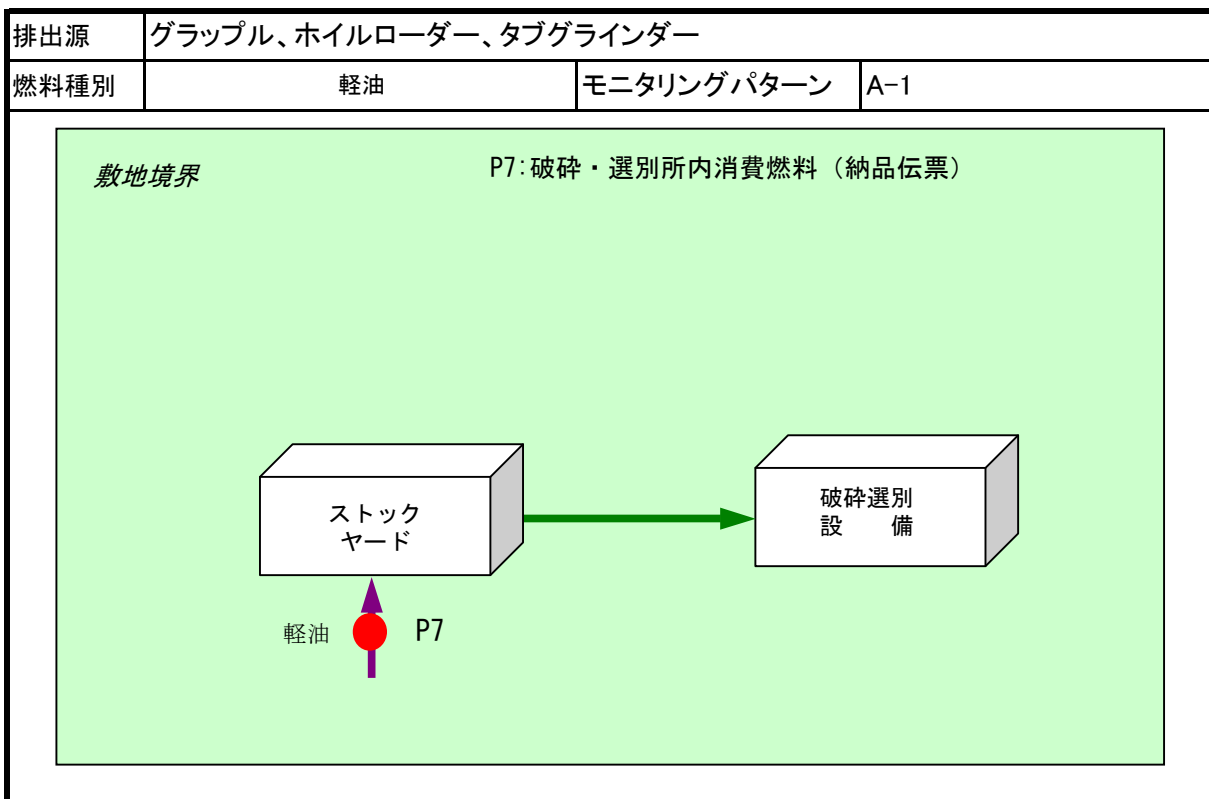 排出源 グラップル、ホイルローダー、タブグラインダー
燃料種別 軽油 モニタリングパターン A-1
敷地境界 P7:破砕・選別所内消費燃料（納品伝票）
ストック
ヤード
破砕選別
設　備
軽油 P7